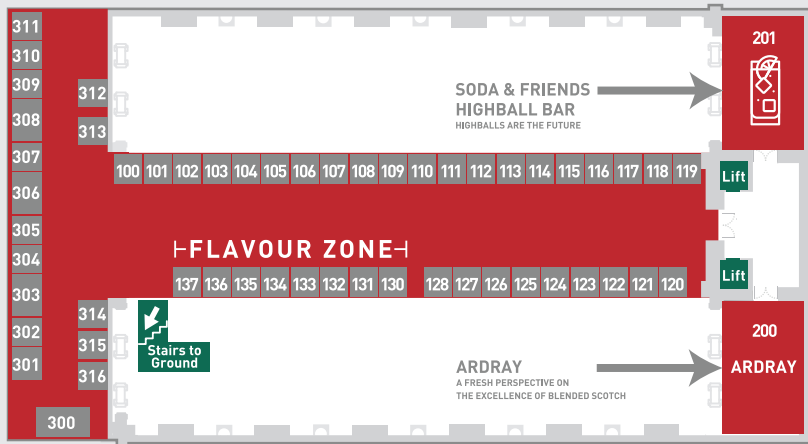 311
310
309
308
307
306
305
304
303
302
301
300
312
313
314
315
316
SODA & FRIENDS
HIGHBALL BAR
HIGHBALLS ARE THE FUTURE
201
100 101 102 103 104 105 106 107 108 109 110 111 112 113 114 115 116 117 118 119
Lift
FLAVOUR ZONE
137 136 135 134 133 132 131 130 128 127 126 125 124 123 122 121 120
Lift
Stairs to
Ground
ARDRAY
A FRESH PERSPECTIVE ON
THE EXCELLENCE OF BLENDED SCOTCH
200
ARDRAY